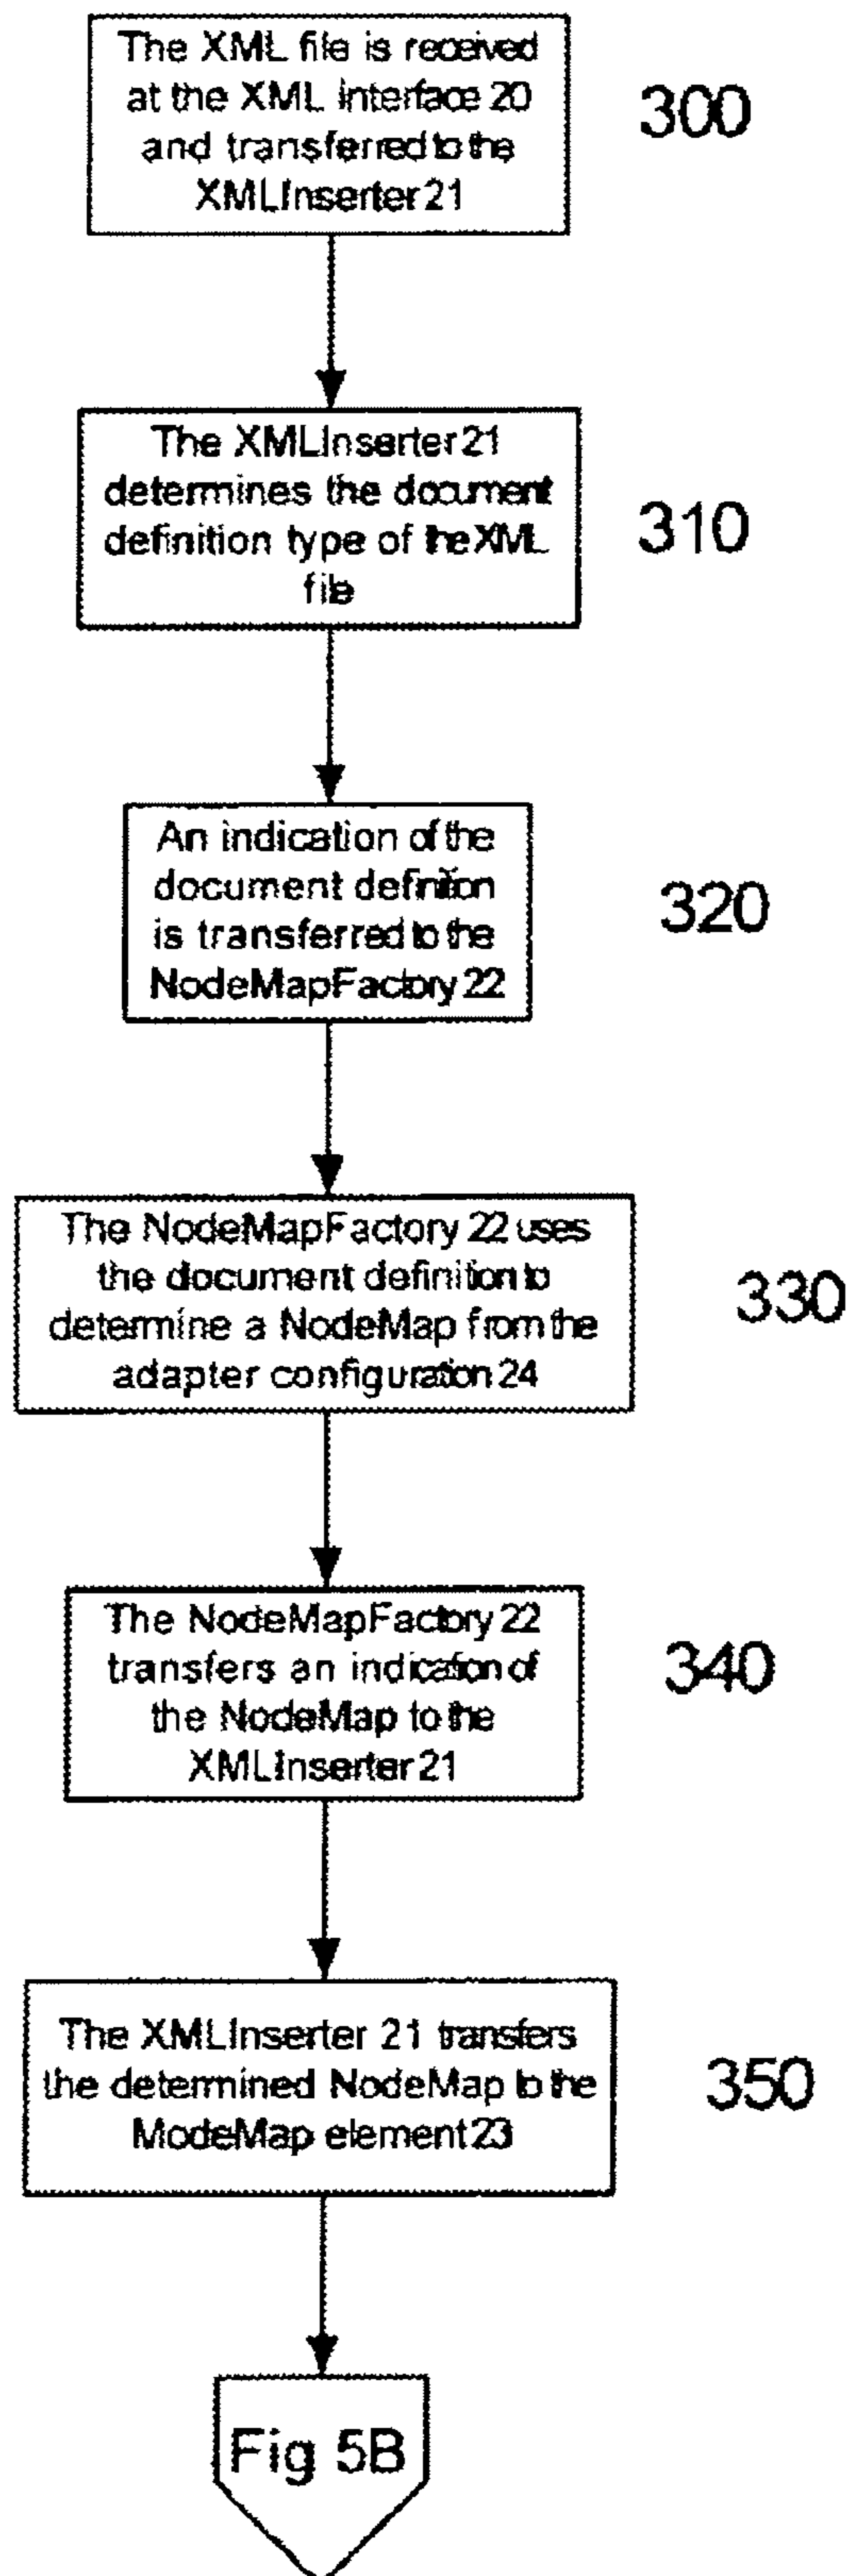 The XML file is received
at the XML interface 20
and transferred to the
XMLInserter 21
300
The XMLInserter 21
determines the document
definition type of the XML
file
310
An indication of the
document definition
is transferred to the
NodeMapFactory 22
320
The NodeMapFactory 22 uses
the document definition to
determine a NodeMap from the
adapter configuration 24
330
The NodeMapFactory 22
transfers an indication of
the NodeMap to the
XMLInserter 21
340
The XMLInserter 21 transfers
the determined NodeMap to the
ModeMap element 23
350
Fig 5B